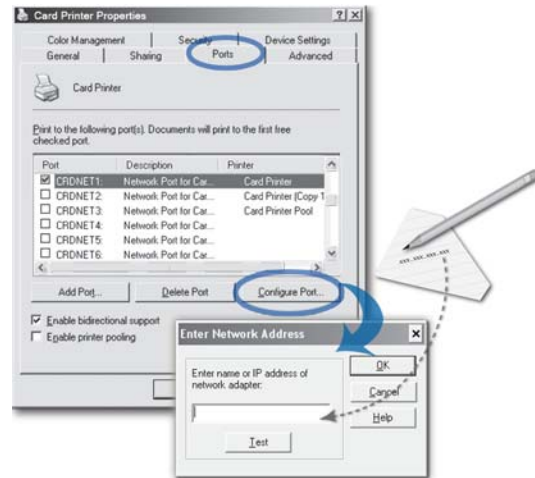 Card Printer Properties
? ×
Color Management
Security
Device Settings
General
Sharing
Ports
Advanced
Card Printer
Print to the following port(s). Documents will print to the first free
checked port.
Port Description Printer
CRDNET1: Network Port for Car... Card Printer
CRDNET2: Network Port for Car... Card Printer (Copy 1
CRDNET3: Network Port for Car... Card Printer Pool
CRDNET4: Network Port for Car...
CRDNET5: Network Port for Car...
CRDNET6: Network Port for Car...
Add Port... Delete Port Configure Port...
Enable bidirectional support
Enable printer pooling
Enter Network Address ×
Enter name or IP address of
network adapter:
OK
Cancel
Help
Test
...,...,...,...